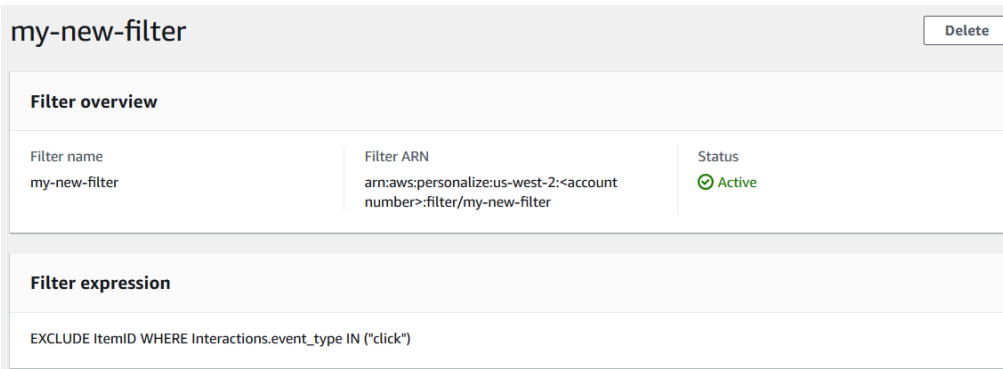 my-new-filter
Delete
Filter overview
Filter name
Filter ARN
Status
my-new-filter
arn:aws:personalize:us-west-2:<account
number>:filter/my-new-filter
Active
Filter expression
EXCLUDE ItemID WHERE Interactions.event_type IN ("click")